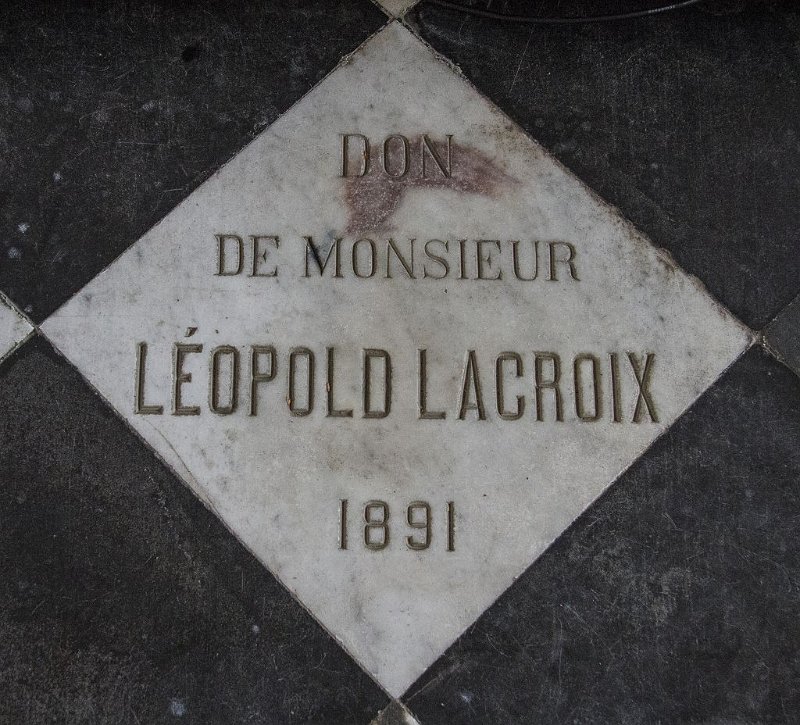 DON
DE MONSIEUR
LÉOPOLD LACROIX
1891